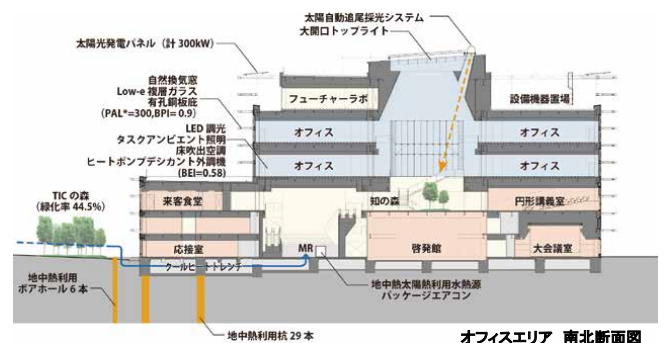 太陽自動追尾採光システム
大開口トップライト
太陽光発電パネル（計 300kW）
自然換気窓
Low-e 複層ガラス
有孔鋼板庇
(PAL*=300,BPI= 0.9)
フューチャーラボ
設備機器置場
LED 調光
タスクアンビエント照明
床吹出空調
ヒートポンプデシカント外調機
(BEI=0.58)
オフィス
オフィス
オフィス
オフィス
TIC の森
(緑化率 44.5%)
来客食堂
知の森
円形講義室
応接室
MR
啓発館
大会議室
クールヒートトレンチ
地中熱利用
ボアホール 6 本
地中熱太陽熱利用水熱源
パッケージエアコン
地中熱利用杭 29 本
オフィスエリア 南北断面図